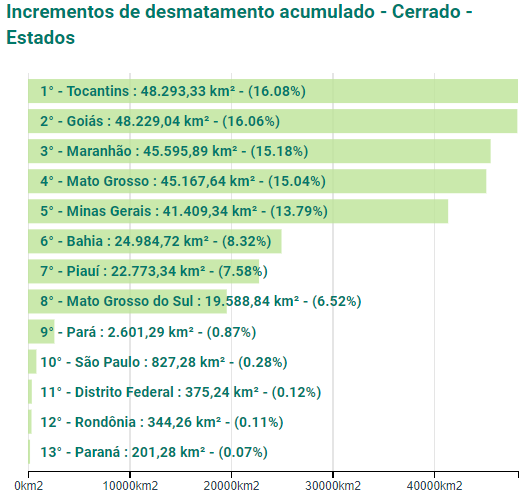 Incrementos de desmatamento acumulado - Cerrado -
Estados
1° - Tocantins : 48.293,33 km² - (16.08%)
2° - Goiás : 48.229,04 km² - (16.06%)
3° - Maranhão : 45.595,89 km² - (15.18%)
4° - Mato Grosso : 45.167,64 km² - (15.04%)
5° - Minas Gerais : 41.409,34 km² - (13.79%)
6° - Bahia : 24.984,72 km² - (8.32%)
7° - Piauí : 22.773,34 km² - (7.58%)
8° - Mato Grosso do Sul : 19.588,84 km² - (6.52%)
9° - Pará : 2.601,29 km² - (0.87%)
10° - São Paulo : 827,28 km² - (0.28%)
11° - Distrito Federal : 375,24 km² - (0.12%)
12° - Rondônia : 344,26 km² - (0.11%)
13° - Paraná : 201,28 km² - (0.07%)
0km2 10000km2 20000km2 30000km2 40000km2